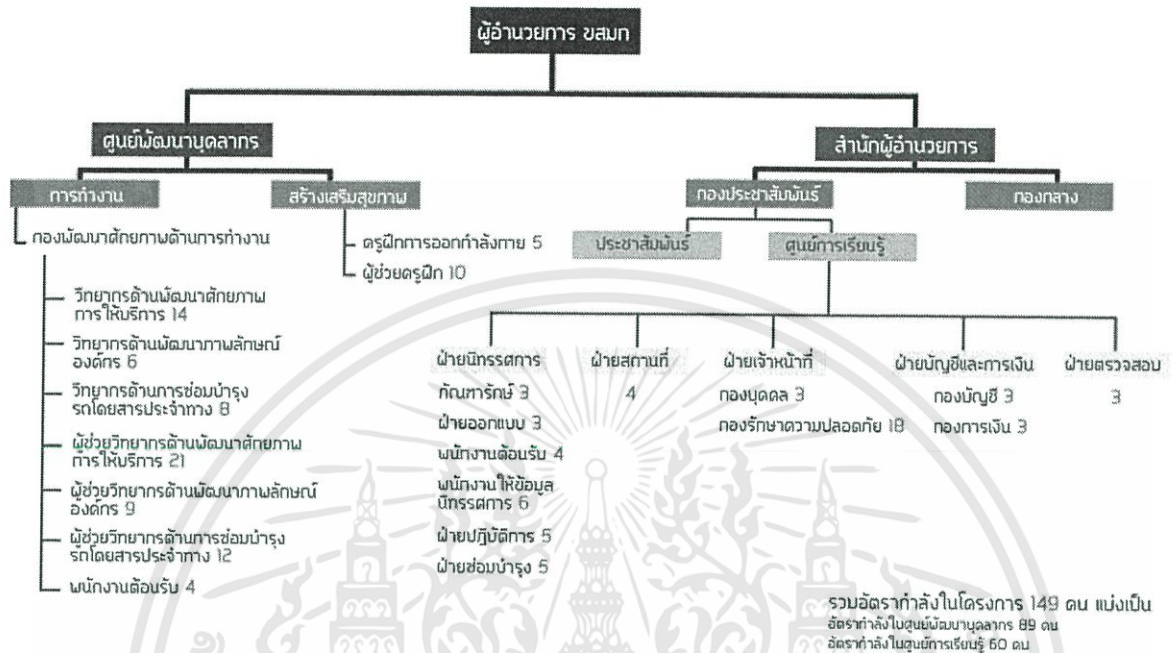 ผู้อำนวยการ ขสมก
ศูนย์พัฒนาบุคลากร
สำนักผู้อำนวยการ
การทำงาน
สร้างเสริมสุขภาพ
กองประชาสัมพันธ์
กองกลาง
กองพัฒนาศักยภาพด้านการทำงาน
ครูฝึกการออกกำลังกาย 5
ผู้ช่วยครูฝึก 10
ประชาสัมพันธ์
ศูนย์การเรียนรู้
วิทยากรด้านพัฒนาศักยภาพ
การให้บริการ 14
วิทยากรด้านพัฒนาภาพลักษณ์
องค์กร 6
วิทยากรด้านการซ่อมบำรุง
รถโดยสารประจำทาง 8
ผู้ช่วยวิทยากรด้านพัฒนาศักยภาพ
การให้บริการ 21
ผู้ช่วยวิทยากรด้านพัฒนาภาพลักษณ์
องค์กร 9
ผู้ช่วยวิทยากรด้านการซ่อมบำรุง
รถโดยสารประจำทาง 12
พนักงานต้อนรับ 4
ฝ่ายนิทรรศการ
ภัณฑารักษ์ 3
ฝ่ายออกแบบ 3
พนักงานต้อนรับ 4
พนักงานให้ข้อมูล
นิทรรศการ 6
ฝ่ายปฎิบัติการ 5
ฝ่ายซ่อมบำรุง 5
ฝ่ายสถานที่
4
ฝ่ายเจ้าหน้าที่
กองบุคคล 3
กองรักษาความปลอดภัย 18
ฝ่ายบัญชีและการเงิน
กองบัญชี 3
กองการเงิน 3
ฝ่ายตรวจสอบ
3
รวมอัตรากำลังในโครงการ 149 คน แบ่งเป็น
อัตรากำลังในศูนย์พัฒนาบุคลากร 89 คน
อัตรากำลังในศูนย์การเรียนรู้ 60 คน